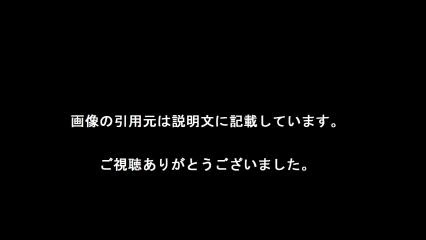 画像の引用元は説明文に記載しています。
ご視聴ありがとうございました。